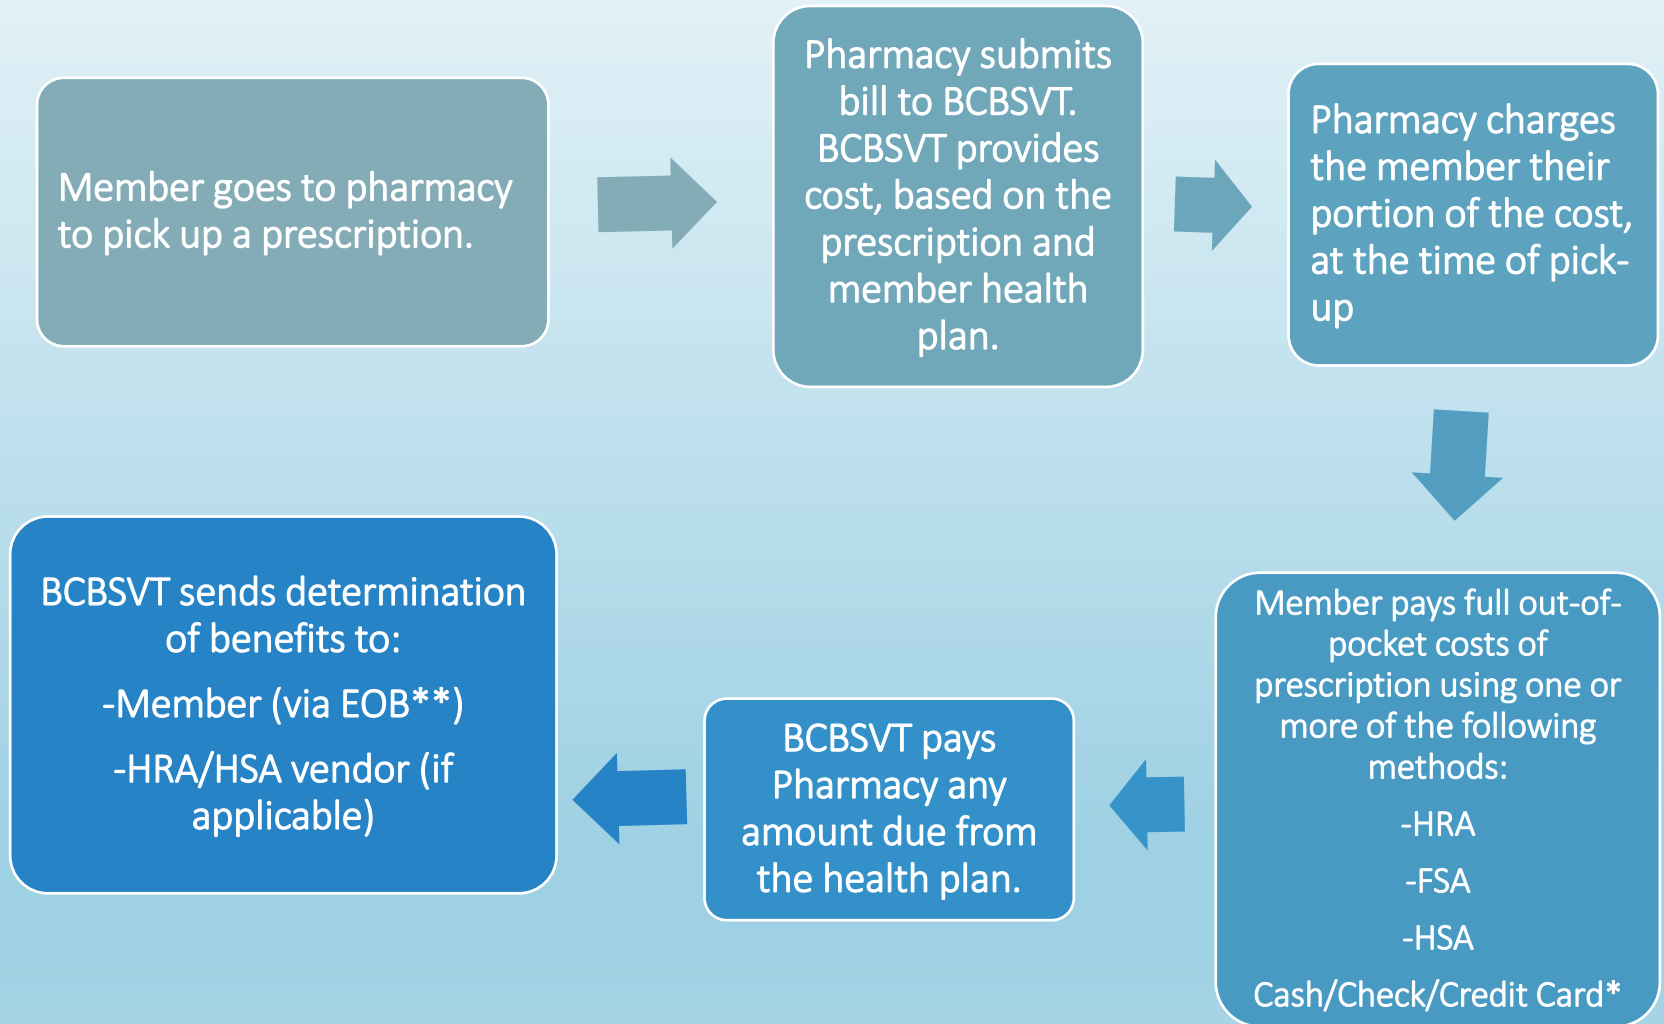 Member goes to pharmacy
to pick up a prescription.
Pharmacy submits
bill to BCBSVT.
BCBSVT provides
cost, based on the
prescription and
member health
plan.
Pharmacy charges
the member their
portion of the cost,
at the time of pick-
up
Member pays full out-of-
pocket costs of
prescription using one or
more of the following
methods:
-HRA
-FSA
-HSA
Cash/Check/Credit Card*
BCBSVT pays
Pharmacy any
amount due from
the health plan.
BCBSVT sends determination
of benefits to:
-Member (via EOB**)
-HRA/HSA vendor (if
applicable)